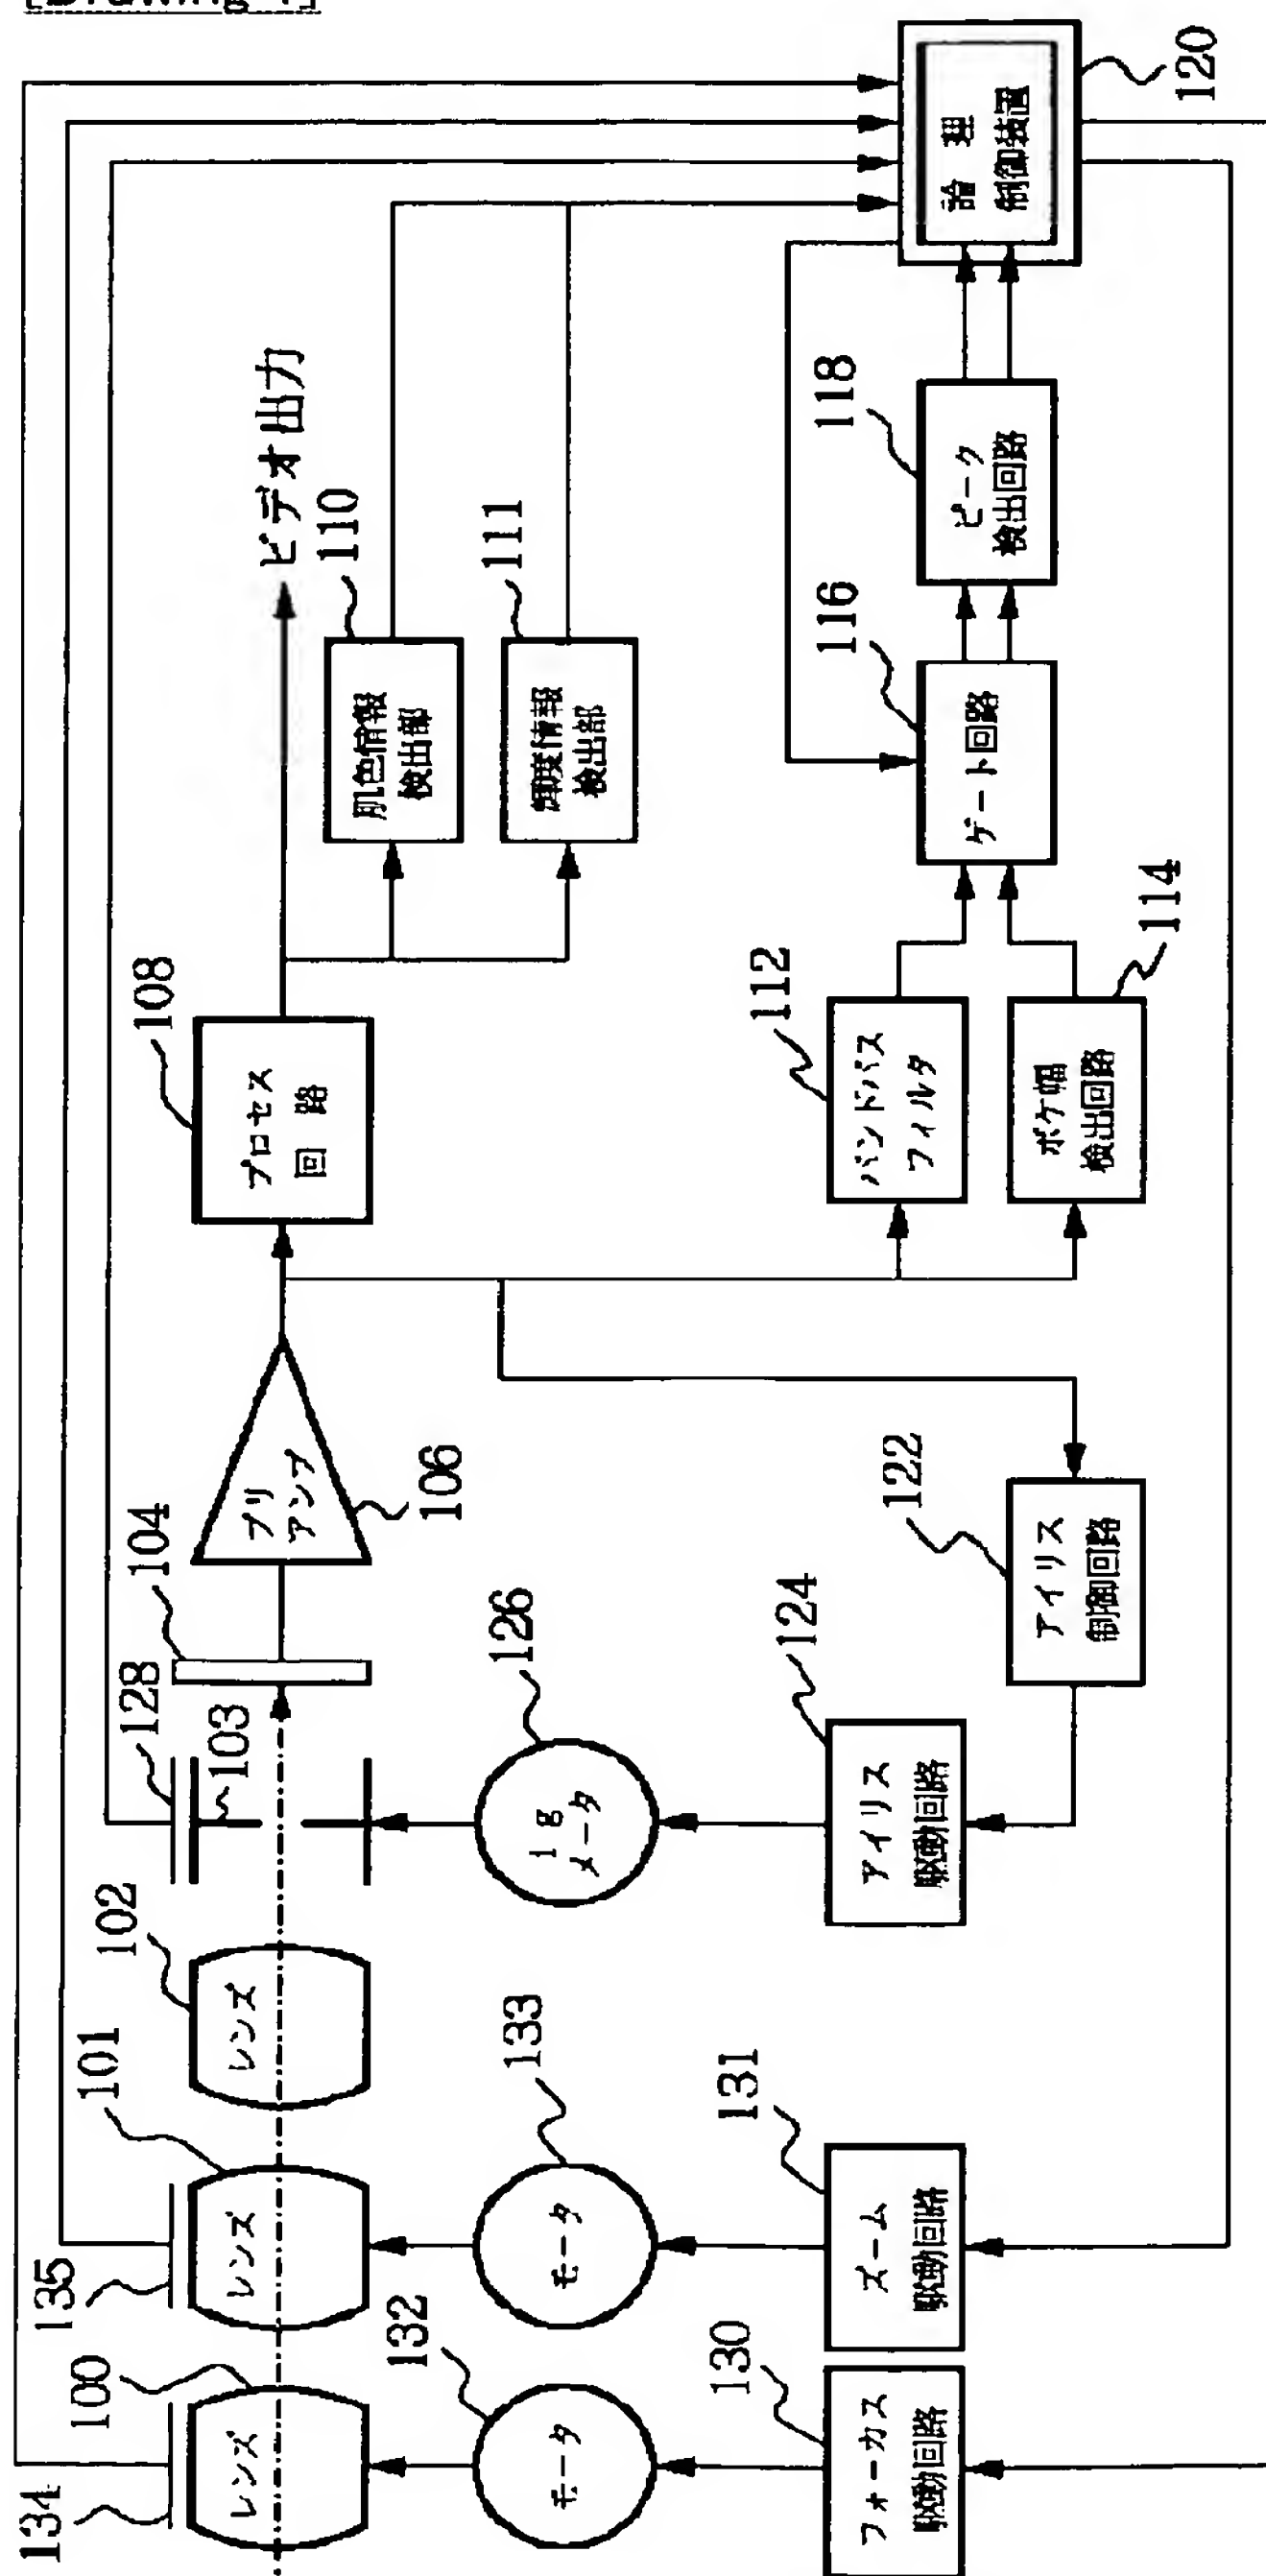 134
レンズ
100
135
レンズ
101
レンズ
102
128
103
104
プリ
アンプ
106
プロセス
回 路
108
ビデオ出力
肌色情報
検出部
110
輝度情報
検出部
111
論 理
制御装置
120
モータ
132
モータ
133
ig
メータ
126
フォーカス
駆動回路
130
ズーム
駆動回路
131
アイリス
駆動回路
124
アイリス
制御回路
122
バンドパス
フィルタ
112
ボケ幅
検出回路
114
ゲート回路
116
ピーク
検出回路
118